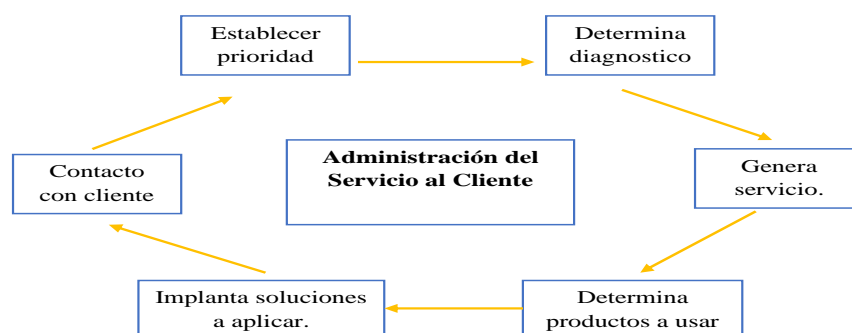 Establecer
prioridad
Determina
diagnostico
Administración del
Servicio al Cliente
Contacto
con cliente
Genera
servicio.
Implanta soluciones
a aplicar.
Determina
productos a usar